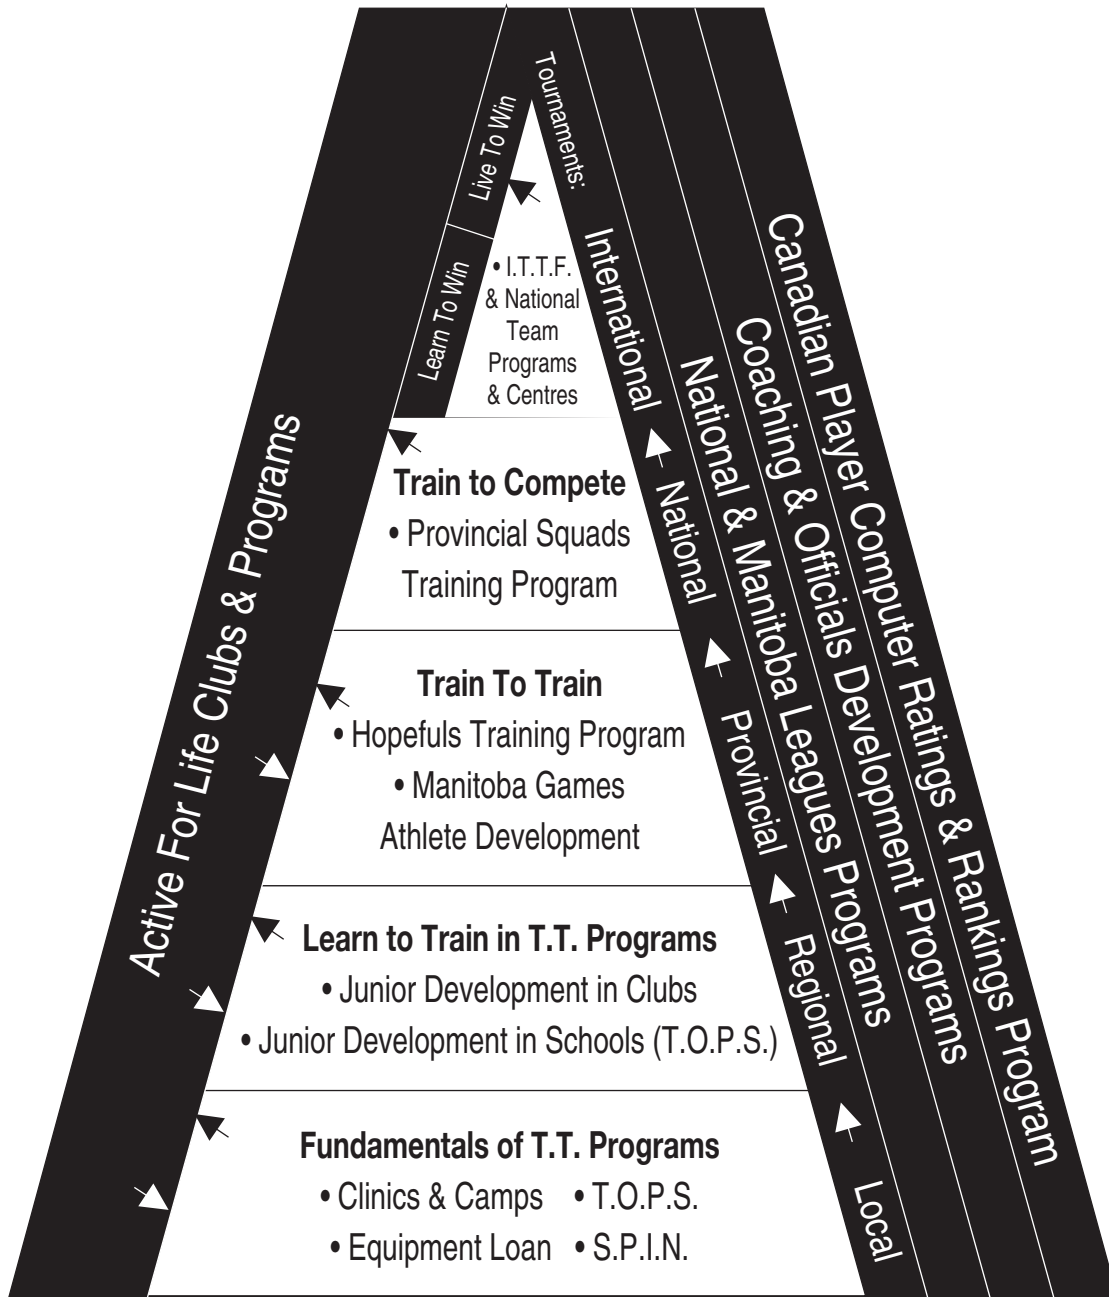 Active For Life Clubs & Programs
Live To Win
Learn To Win
• I.T.T.F.
& National
Team
Programs
& Centres
Train to Compete
• Provincial Squads
Training Program
Train To Train
• Hopefuls Training Program
• Manitoba Games
Athlete Development
Learn to Train in T.T. Programs
• Junior Development in Clubs
• Junior Development in Schools (T.O.P.S.)
Fundamentals of T.T. Programs
• Clinics & Camps • T.O.P.S.
• Equipment Loan • S.P.I.N.
Tournaments:
International
National
Provincial
Regional
Local
National & Manitoba Leagues Programs
Coaching & Officials Development Programs
Canadian Player Computer Ratings & Rankings Program